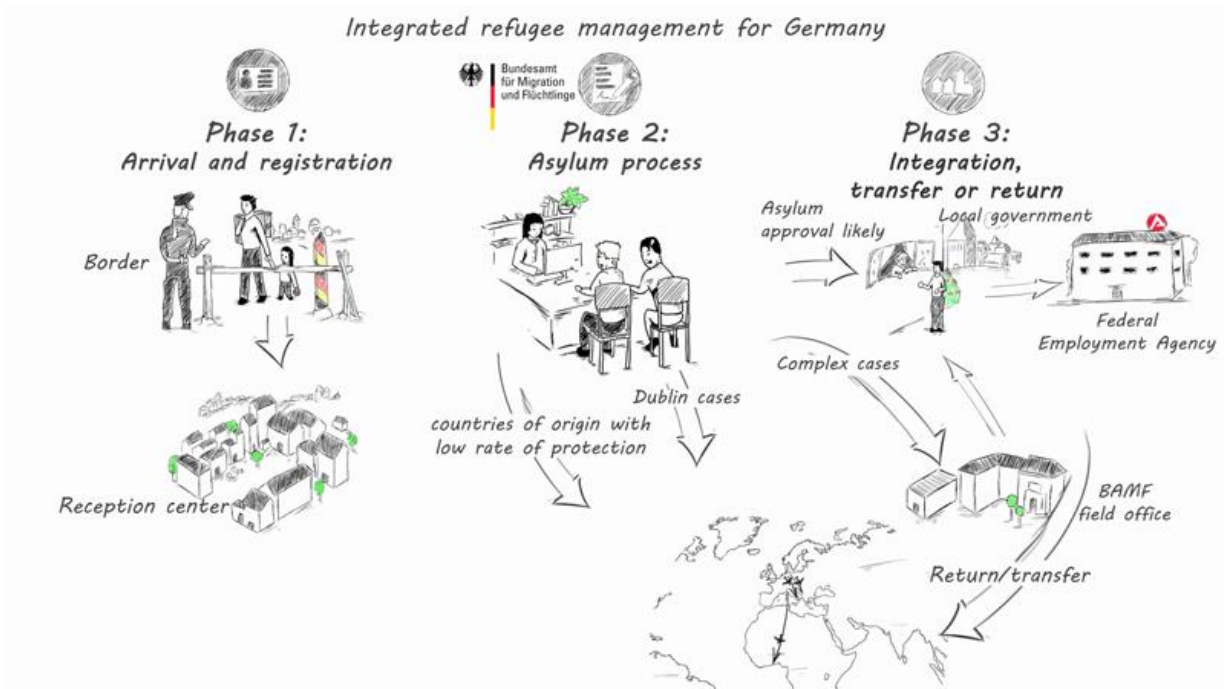 Integrated refugee management for Germany
Bundesamt
für Migration
und Flüchtlinge
Phase 1:
Arrival and registration
Phase 2:
Asylum process
Phase 3:
Integration,
transfer or return
Border
Reception center
countries of origin with
low rate of protection
Dublin cases
Asylum
approval likely
Local government
Federal
Employment Agency
Complex cases
BAMF
field office
Return/transfer